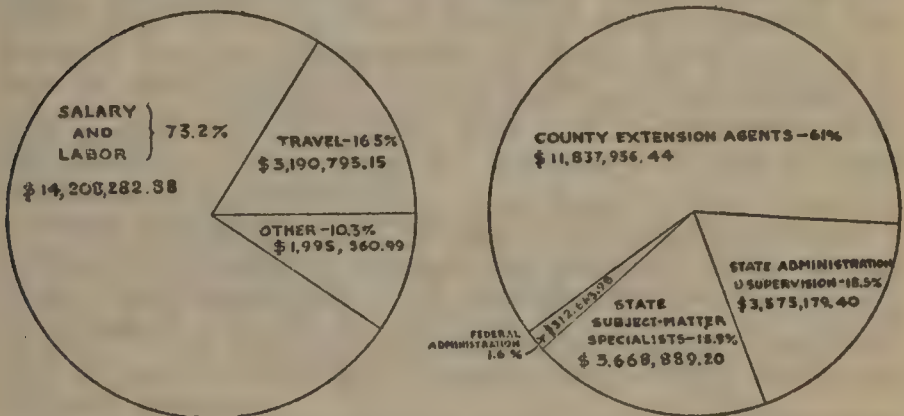 SALARY
AND
LABOR
73.2%
$14,208,282.88
TRAVEL-16.5%
$3,190,795.15
OTHER-10.3%
$1,995,560.99
COUNTY EXTENSION AGENTS-61%
$11,837,956.44
STATE ADMINISTRATION
SUPERVISION-18.5%
$3,575,179.40
STATE
SUBJECT-MATTER
SPECIALISTS-18.9%
$3,668,889.20
FEDERAL
ADMINISTRATION
1.6%